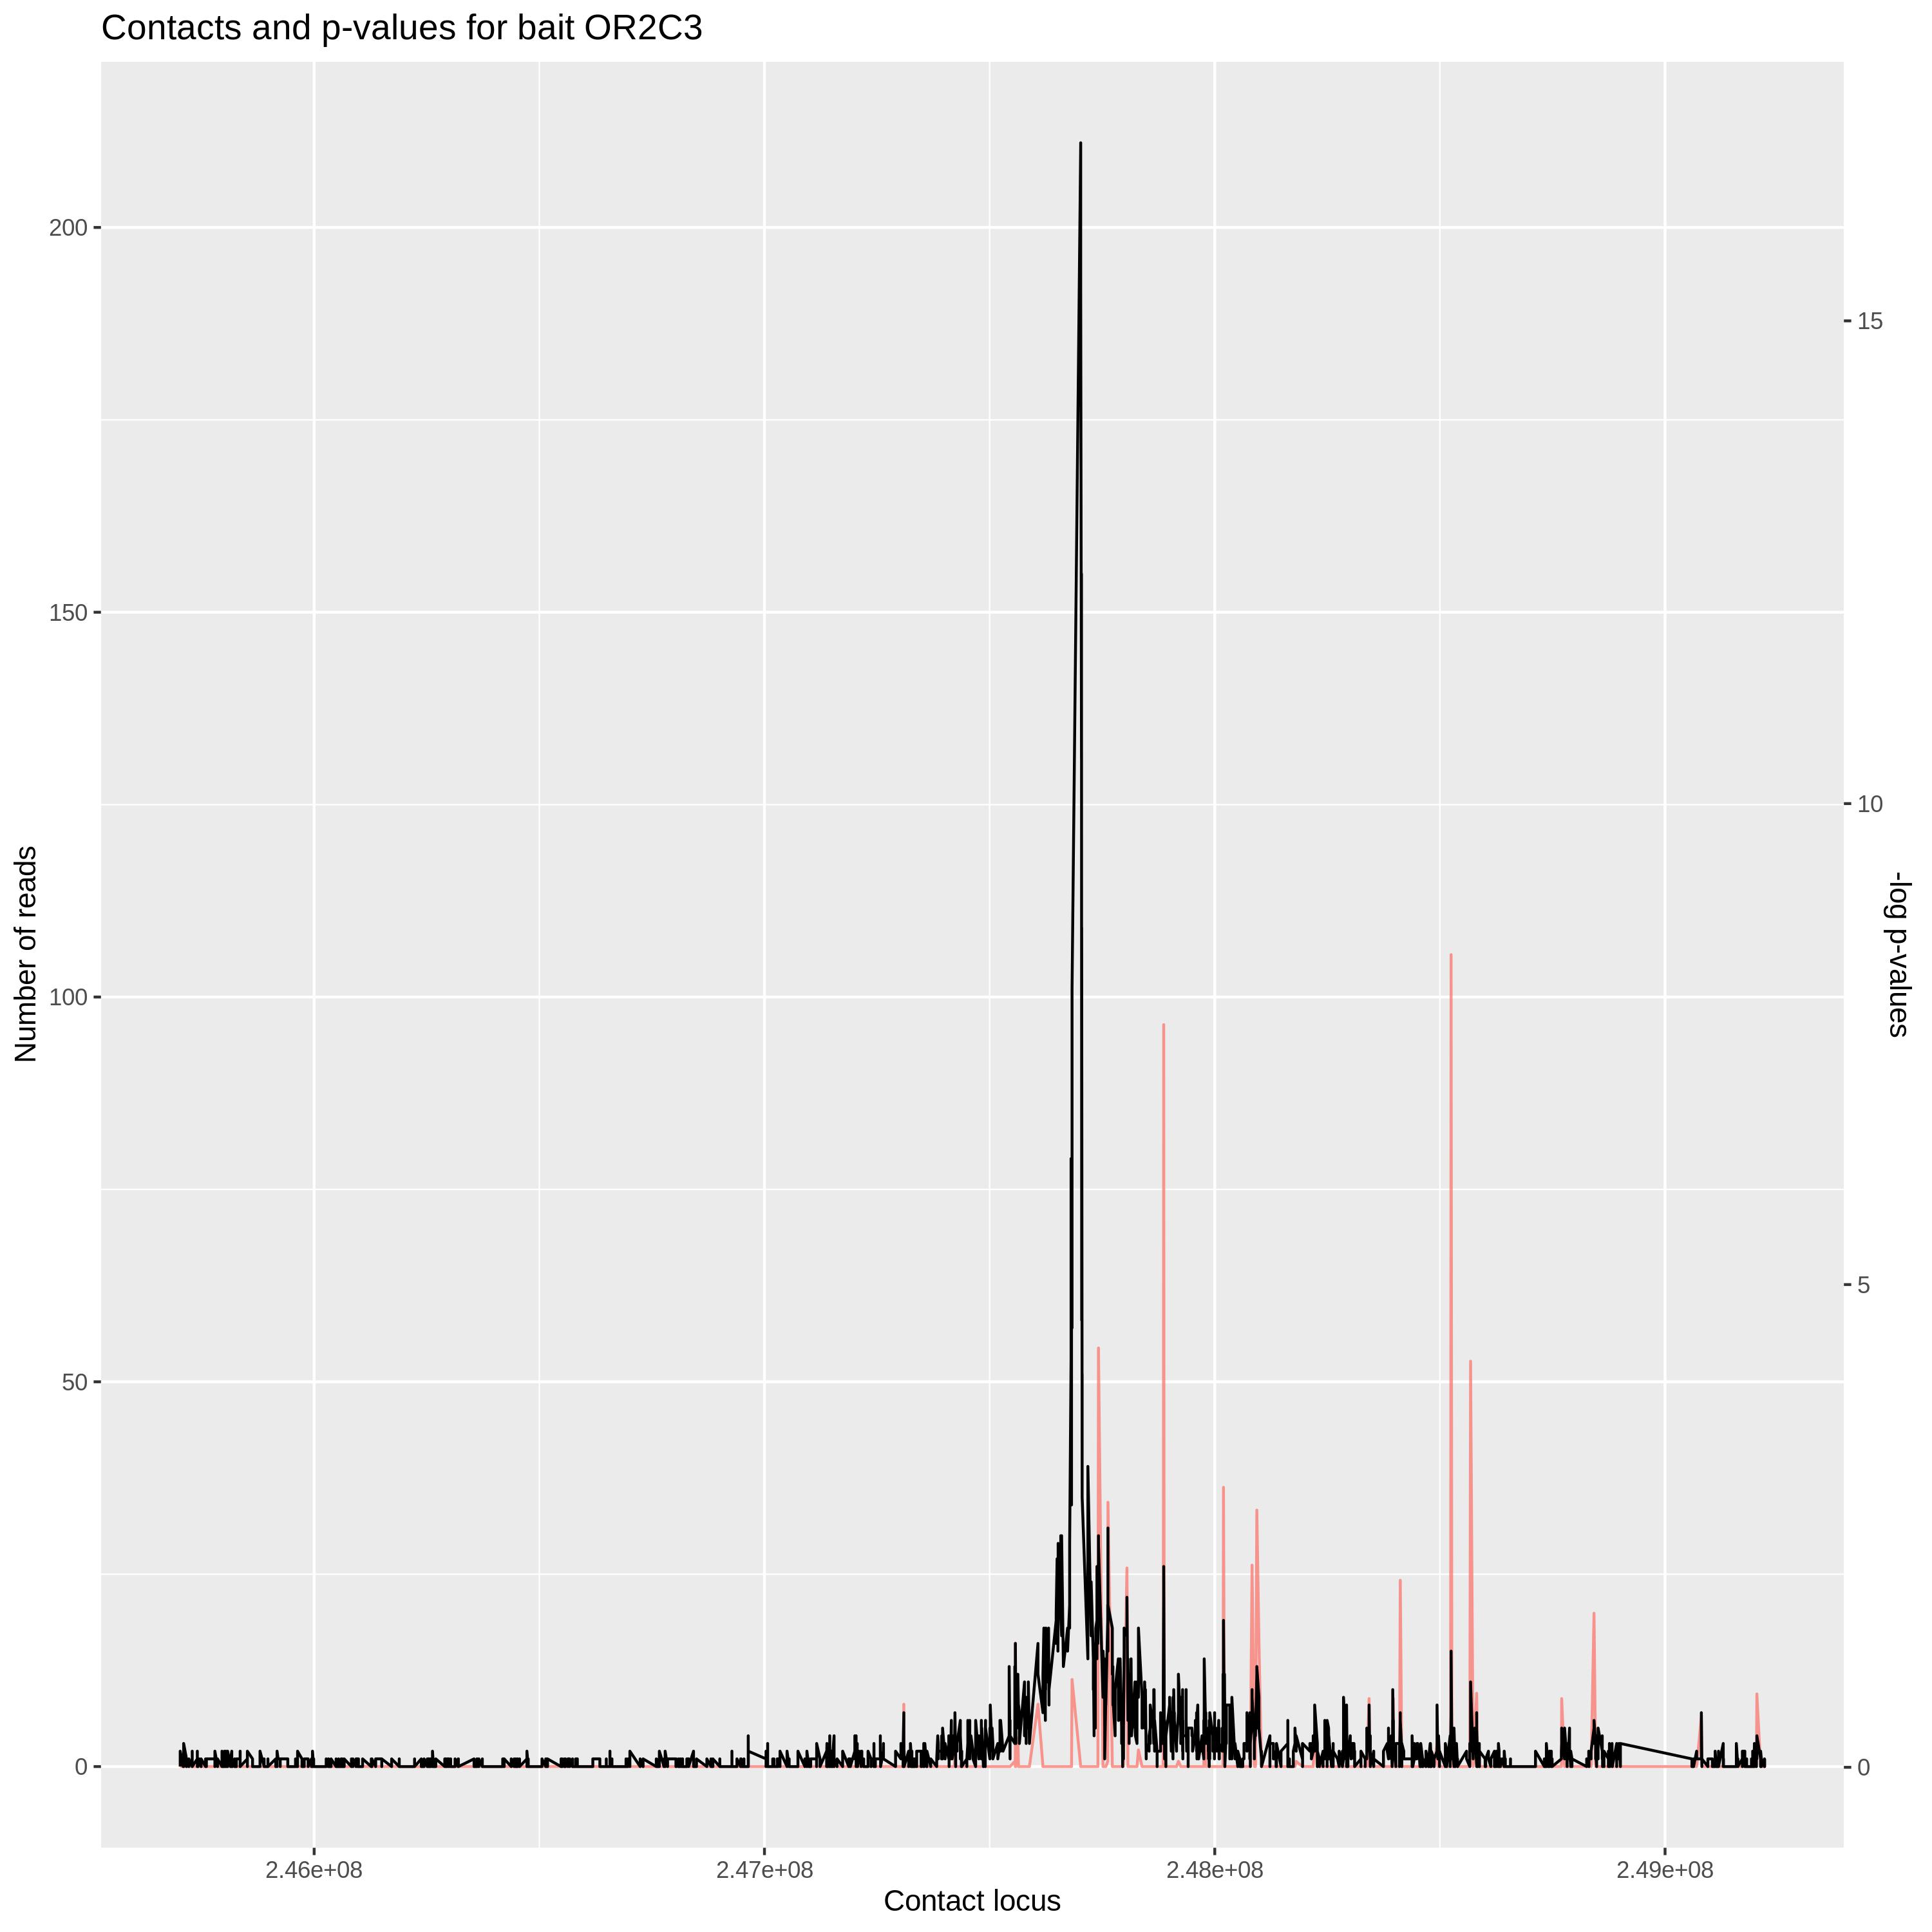 Contacts and p-values for bait OR2C3
Number of reads
200
150
100
50
0
15
10
5
0
-log p-values
2.46e+08
2.47e+08
2.48e+08
2.49e+08
Contact locus